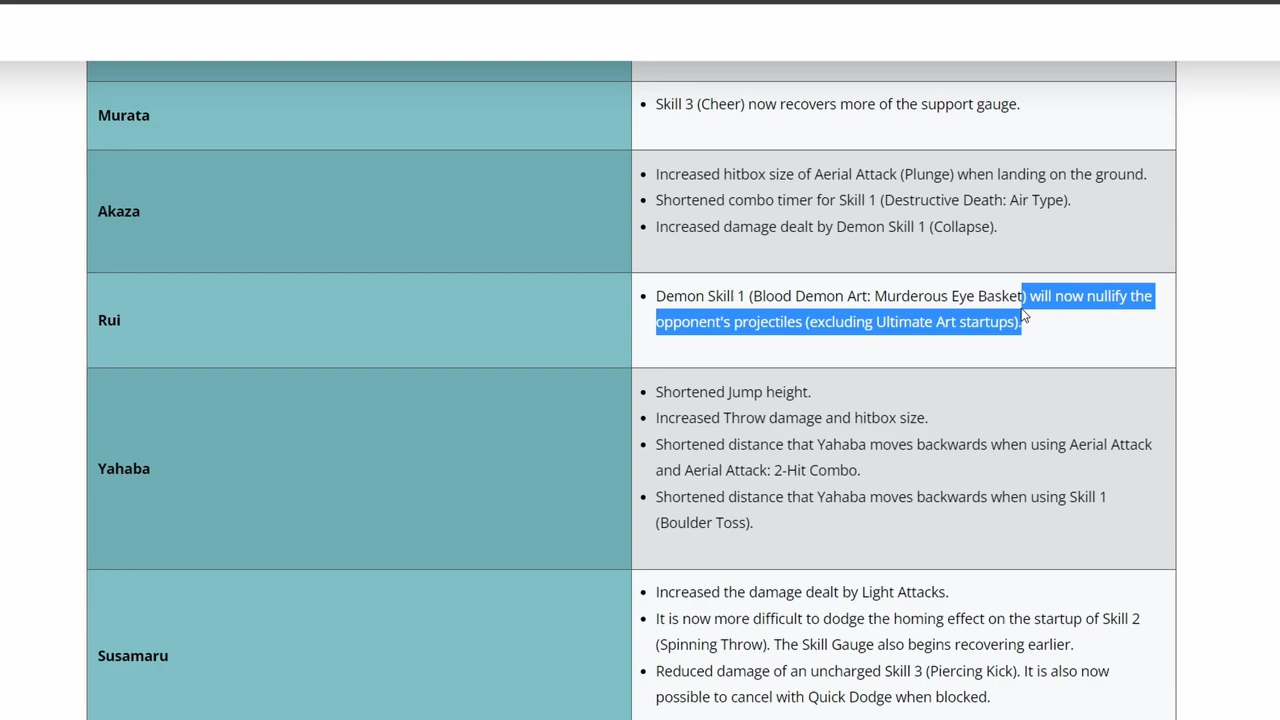 Murata
Skill 3 (Cheer) now recovers more of the support gauge.
Akaza
Increased hitbox size of Aerial Attack (Plunge) when landing on the ground.
Shortened combo timer for Skill 1 (Destructive Death: Air Type).
Increased damage dealt by Demon Skill 1 (Collapse).
Rui
Demon Skill 1 (Blood Demon Art: Murderous Eye Basket) will now nullify the
opponent's projectiles (excluding Ultimate Art startups).
Yahaba
Shortened Jump height.
Increased Throw damage and hitbox size.
Shortened distance that Yahaba moves backwards when using Aerial Attack
and Aerial Attack: 2-Hit Combo.
Shortened distance that Yahaba moves backwards when using Skill 1
(Boulder Toss).
Susamaru
Increased the damage dealt by Light Attacks.
It is now more difficult to dodge the homing effect on the startup of Skill 2
(Spinning Throw). The Skill Gauge also begins recovering earlier.
Reduced damage of an uncharged Skill 3 (Piercing Kick). It is also now
possible to cancel with Quick Dodge when blocked.